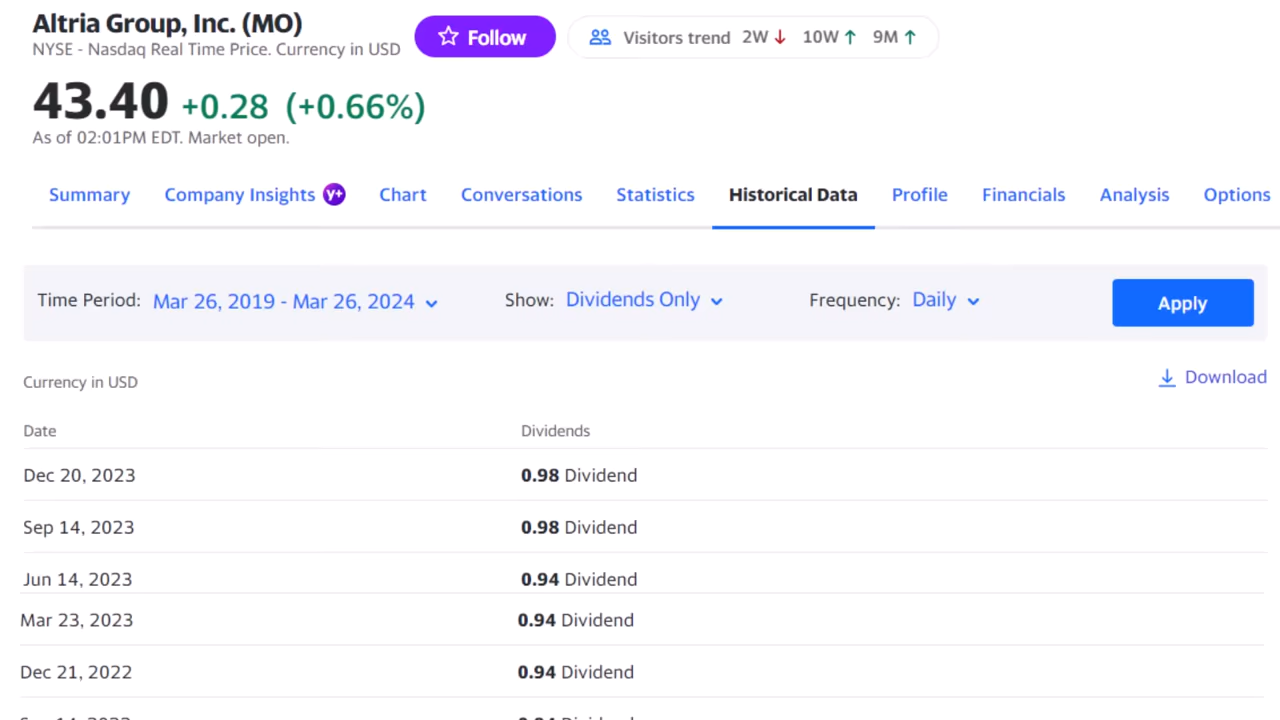 Altria Group, Inc. (MO)
NYSE - Nasdaq Real Time Price. Currency in USD
Follow
Visitors trend 2W ↓ 10W ↑ 9M ↑
43.40 +0.28 (+0.66%)
As of 02:01PM EDT. Market open.
Summary Company Insights Y+ Chart Conversations Statistics Historical Data Profile Financials Analysis Options
Time Period: Mar 26, 2019 - Mar 26, 2024 Show: Dividends Only Frequency: Daily Apply
Currency in USD Download
Date Dividends
Dec 20, 2023 0.98 Dividend
Sep 14, 2023 0.98 Dividend
Jun 14, 2023 0.94 Dividend
Mar 23, 2023 0.94 Dividend
Dec 21, 2022 0.94 Dividend